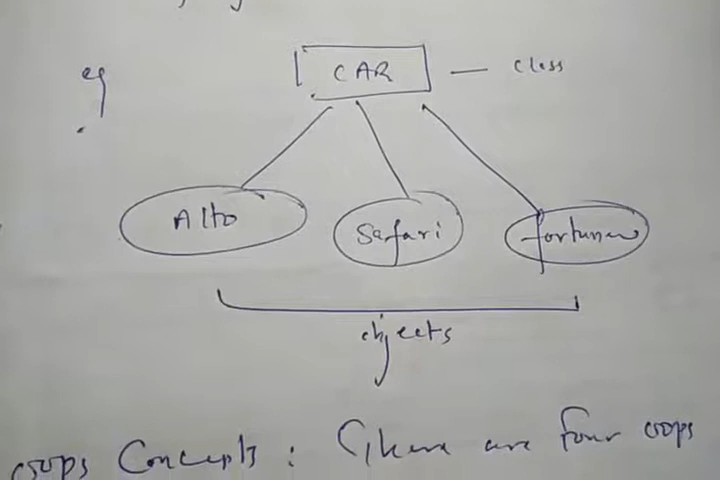 eg
CAR — class
Alto Safari fortuner
objects
oops Concepts : There are four oops